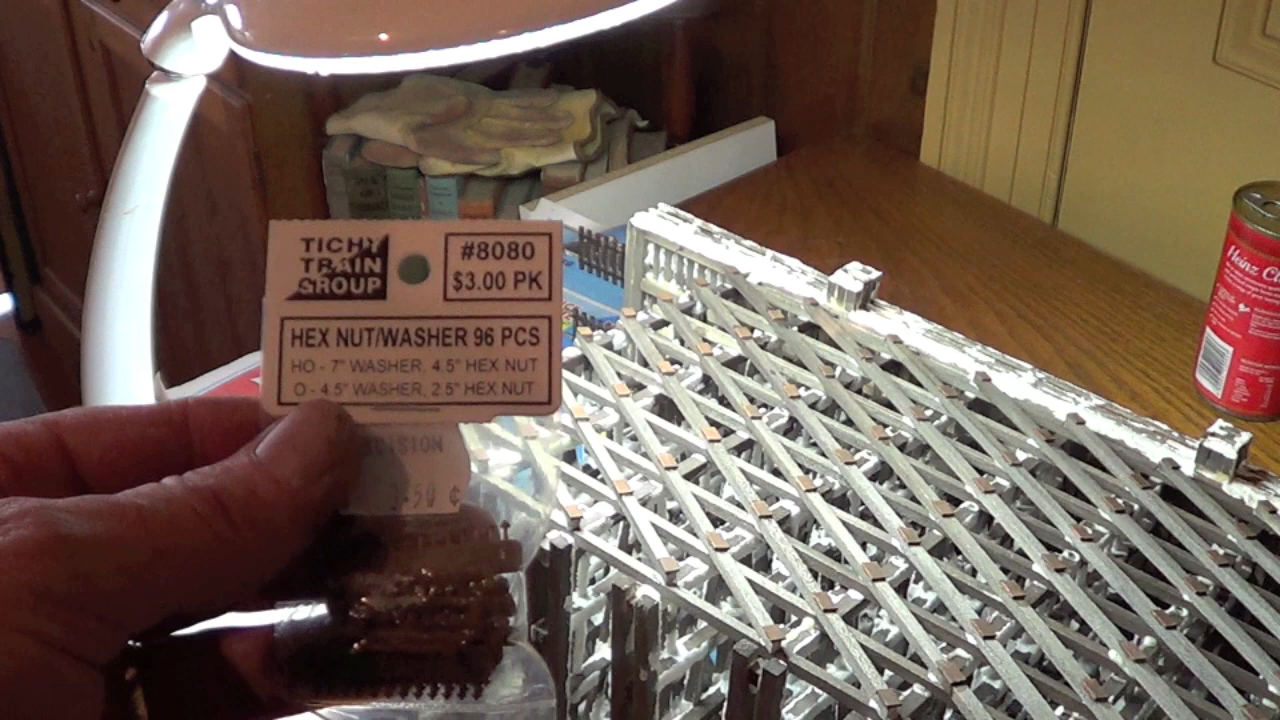 TICHY
TRAIN
GROUP
#8080
$3.00 PK
HEX NUT/WASHER 96 PCS
HO - 7" WASHER, 4.5" HEX NUT
O - 4.5" WASHER, 2.5" HEX NUT
Heinz